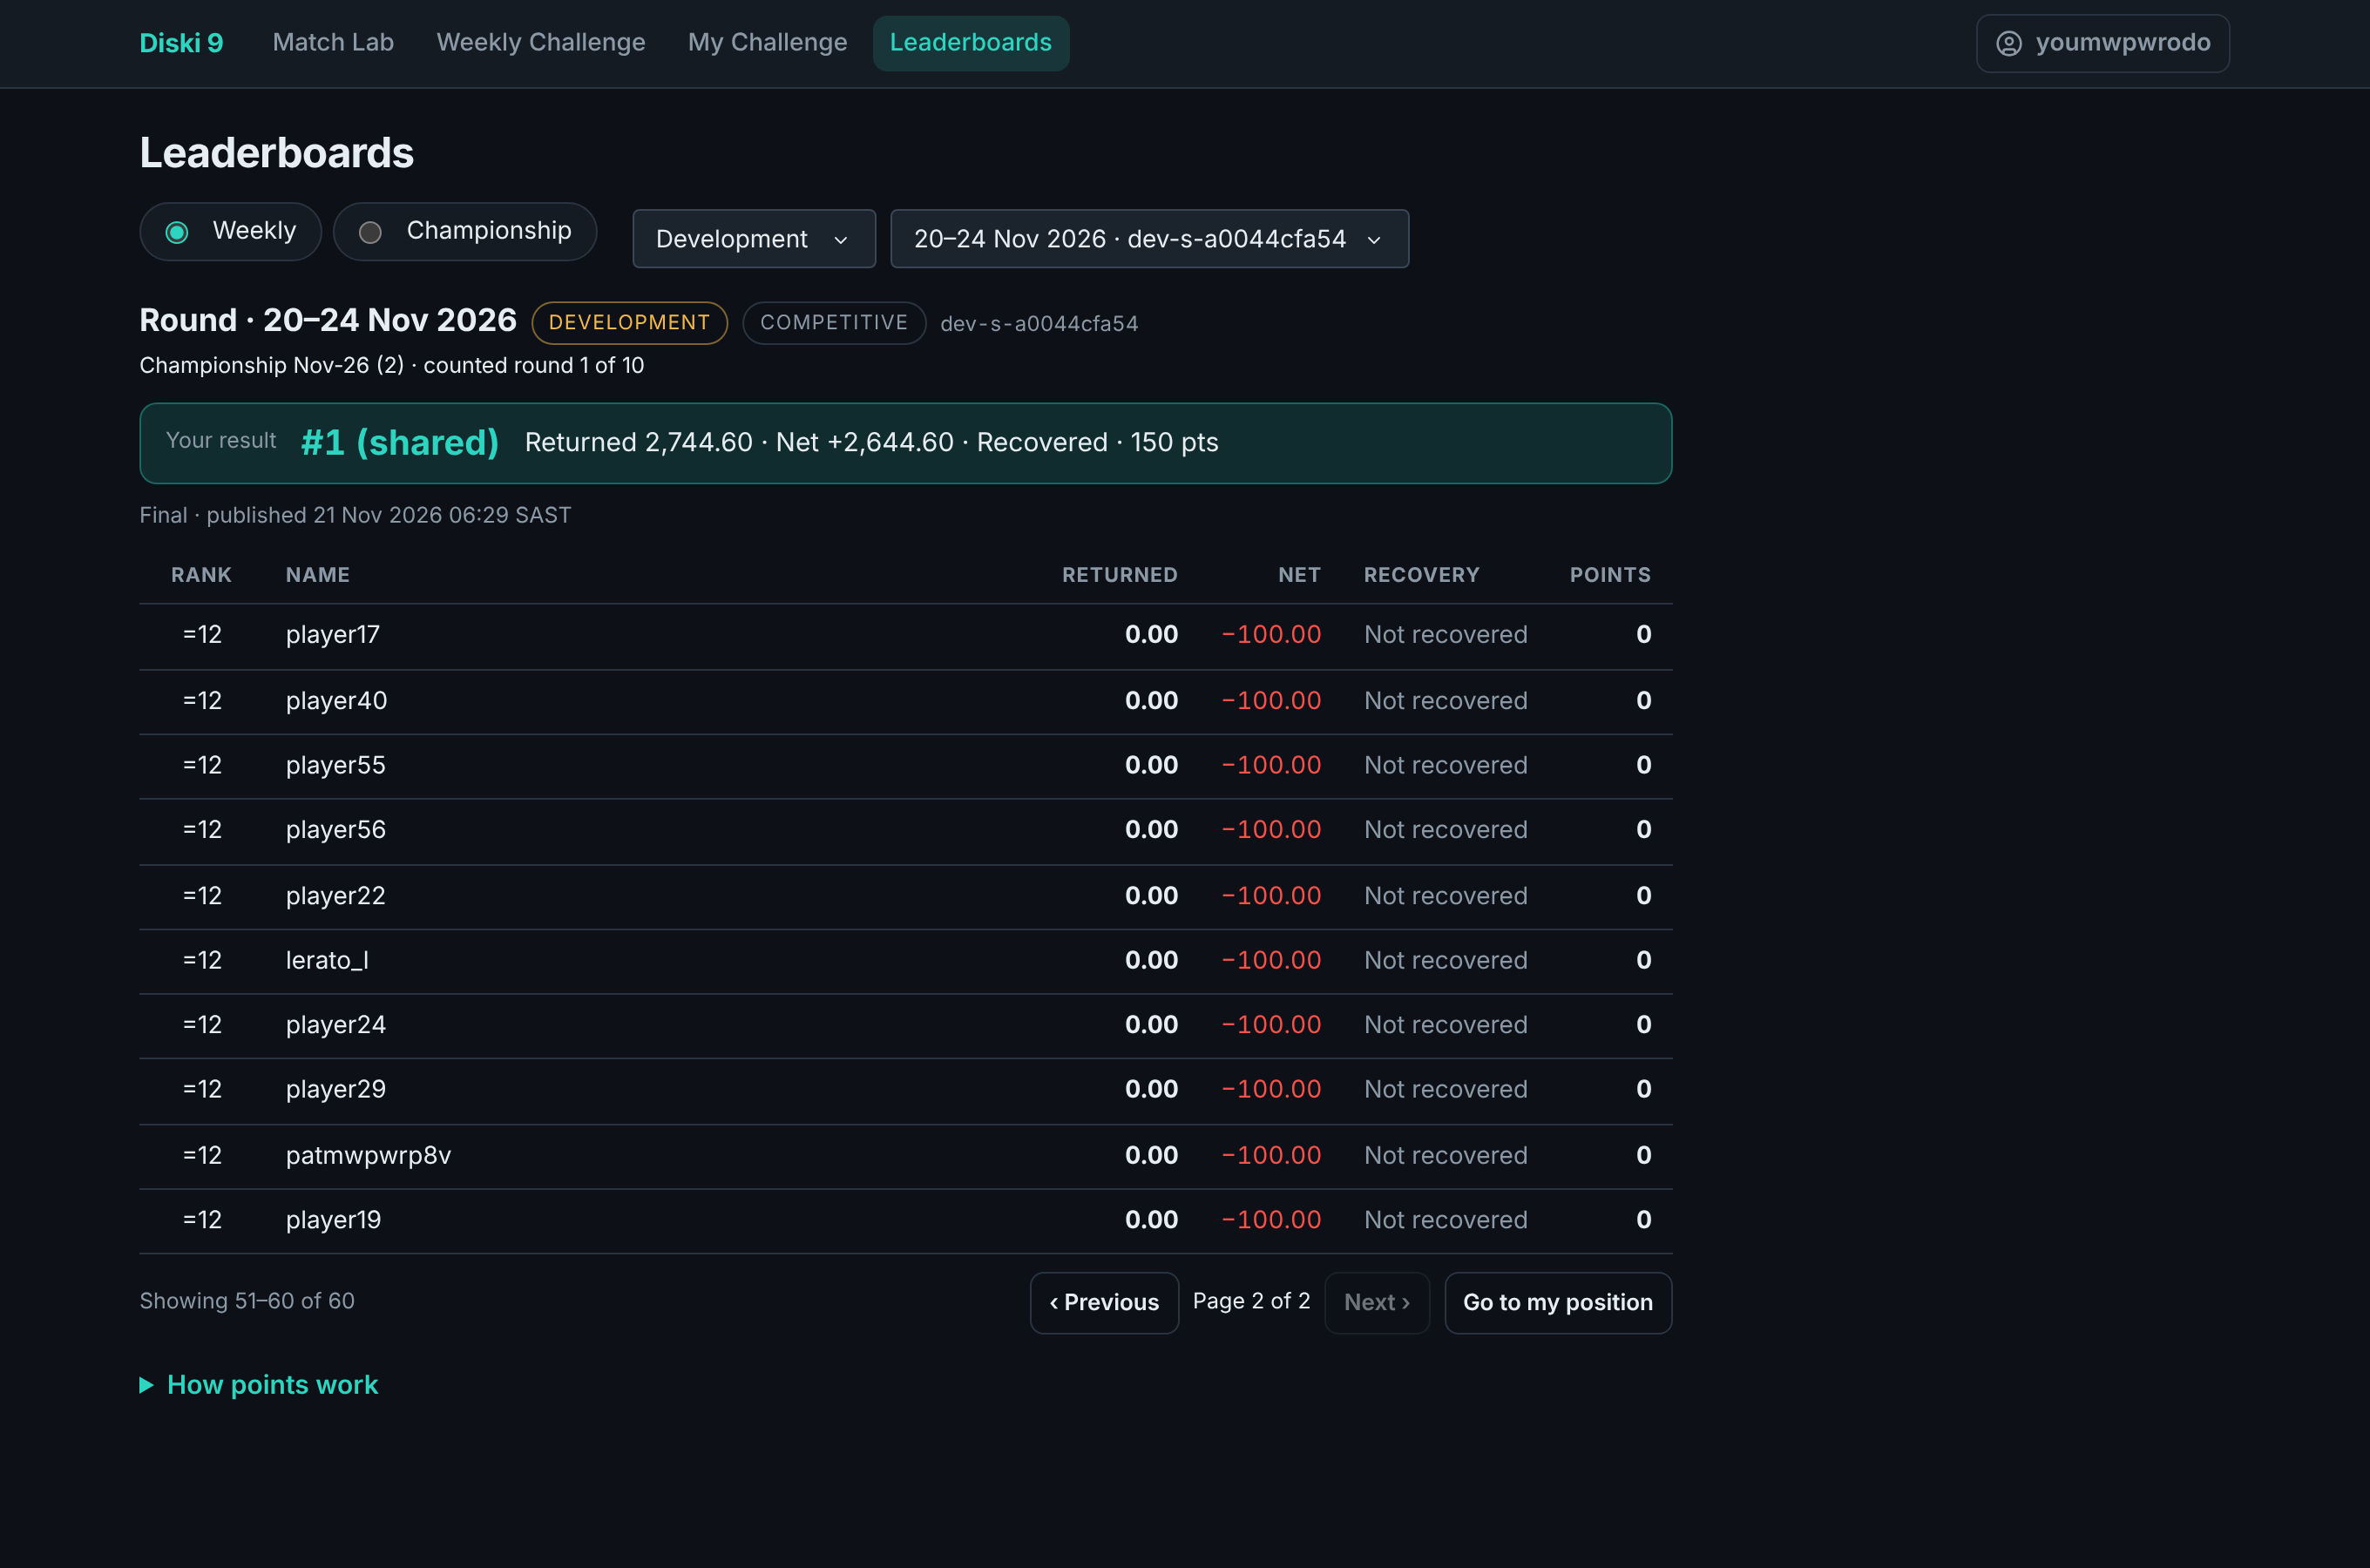 Diski 9 Match Lab Weekly Challenge My Challenge Leaderboards youmwpwrodo
Leaderboards
Weekly Championship Development 20–24 Nov 2026 · dev-s-a0044cfa54
Round · 20–24 Nov 2026 DEVELOPMENT COMPETITIVE dev-s-a0044cfa54
Championship Nov-26 (2) · counted round 1 of 10
Your result #1 (shared) Returned 2,744.60 · Net +2,644.60 · Recovered · 150 pts
Final · published 21 Nov 2026 06:29 SAST
RANK NAME RETURNED NET RECOVERY POINTS
=12 player17 0.00 −100.00 Not recovered 0
=12 player40 0.00 −100.00 Not recovered 0
=12 player55 0.00 −100.00 Not recovered 0
=12 player56 0.00 −100.00 Not recovered 0
=12 player22 0.00 −100.00 Not recovered 0
=12 lerato_l 0.00 −100.00 Not recovered 0
=12 player24 0.00 −100.00 Not recovered 0
=12 player29 0.00 −100.00 Not recovered 0
=12 patmwpwrp8v 0.00 −100.00 Not recovered 0
=12 player19 0.00 −100.00 Not recovered 0
Showing 51–60 of 60 ‹ Previous Page 2 of 2 Next › Go to my position
▶ How points work